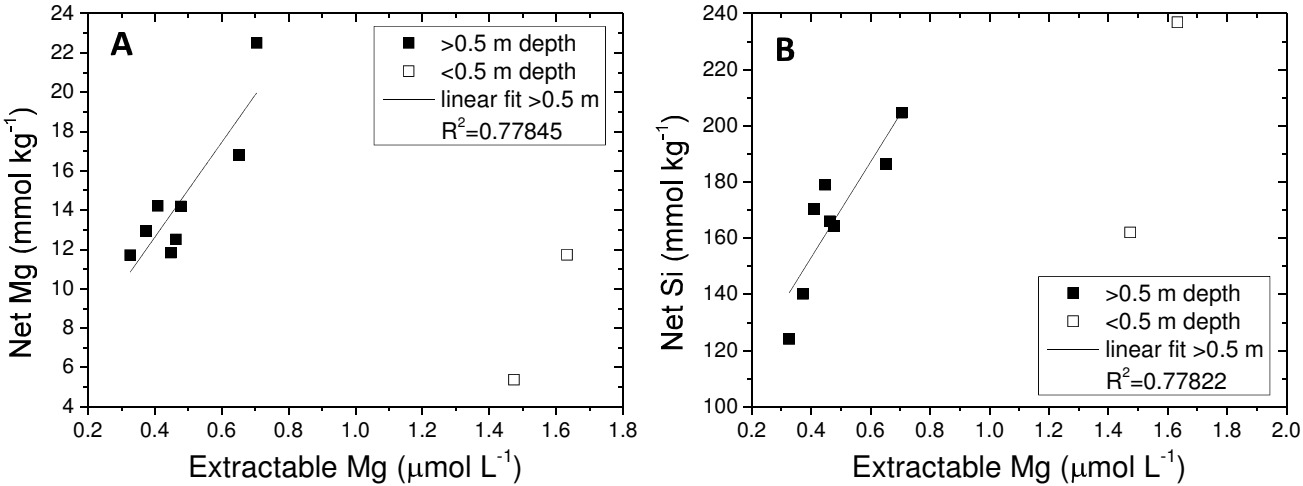 A
>0.5 m depth
<0.5 m depth
linear fit >0.5 m
R²=0.77845
Net Mg (mmol kg⁻¹)
24
22
20
18
16
14
12
10
8
6
4
0.2 0.4 0.6 0.8 1.0 1.2 1.4 1.6 1.8
Extractable Mg (μmol L⁻¹)
B
>0.5 m depth
<0.5 m depth
linear fit >0.5 m
R²=0.77822
Net Si (mmol kg⁻¹)
240
220
200
180
160
140
120
100
0.2 0.4 0.6 0.8 1.0 1.2 1.4 1.6 1.8 2.0
Extractable Mg (μmol L⁻¹)